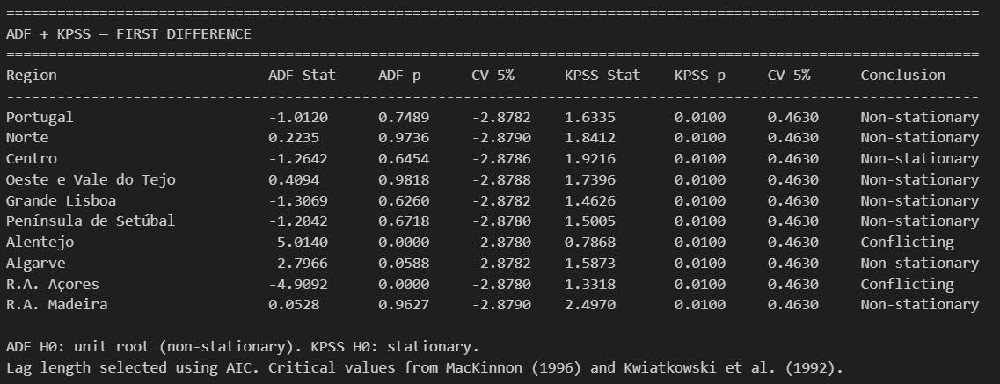 ====================================================================================================================
ADF + KPSS — FIRST DIFFERENCE
====================================================================================================================
Region                         ADF Stat     ADF p      CV 5%      KPSS Stat    KPSS p     CV 5%      Conclusion
--------------------------------------------------------------------------------------------------------------------
Portugal                       -1.0120      0.7489     -2.8782    1.6335       0.0100     0.4630     Non-stationary
Norte                          0.2235       0.9736     -2.8790    1.8412       0.0100     0.4630     Non-stationary
Centro                         -1.2642      0.6454     -2.8786    1.9216       0.0100     0.4630     Non-stationary
Oeste e Vale do Tejo           0.4094       0.9818     -2.8788    1.7396       0.0100     0.4630     Non-stationary
Grande Lisboa                  -1.3069      0.6260     -2.8782    1.4626       0.0100     0.4630     Non-stationary
Península de Setúbal           -1.2042      0.6718     -2.8780    1.5005       0.0100     0.4630     Non-stationary
Alentejo                       -5.0140      0.0000     -2.8780    0.7868       0.0100     0.4630     Conflicting
Algarve                        -2.7966      0.0588     -2.8782    1.5873       0.0100     0.4630     Non-stationary
R.A. Açores                    -4.9092      0.0000     -2.8780    1.3318       0.0100     0.4630     Conflicting
R.A. Madeira                   0.0528       0.9627     -2.8790    2.4970       0.0100     0.4630     Non-stationary

ADF H0: unit root (non-stationary). KPSS H0: stationary.
Lag length selected using AIC. Critical values from MacKinnon (1996) and Kwiatkowski et al. (1992).